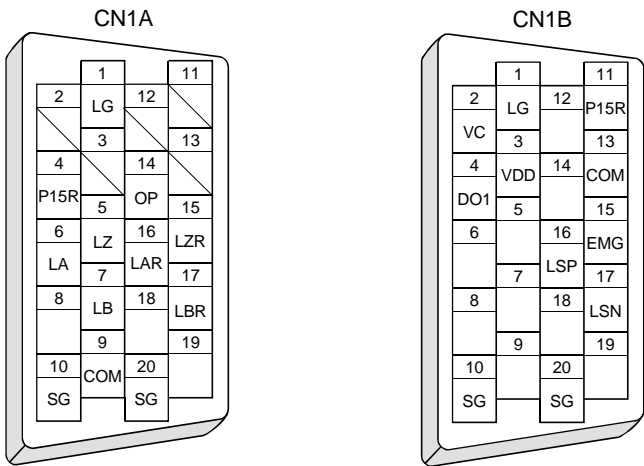 CN1A
CN1B
1
11
2
LG
12
3
13
4
14
P15R
OP
5
15
6
LZ
16
LZR
LA
LAR
7
17
8
LB
18
LBR
9
19
10
COM
20
SG
SG
1
11
2
LG
12
P15R
VC
3
13
4
VDD
14
COM
DO1
5
15
6
16
EMG
LSP
7
17
8
18
LSN
9
19
10
20
SG
SG